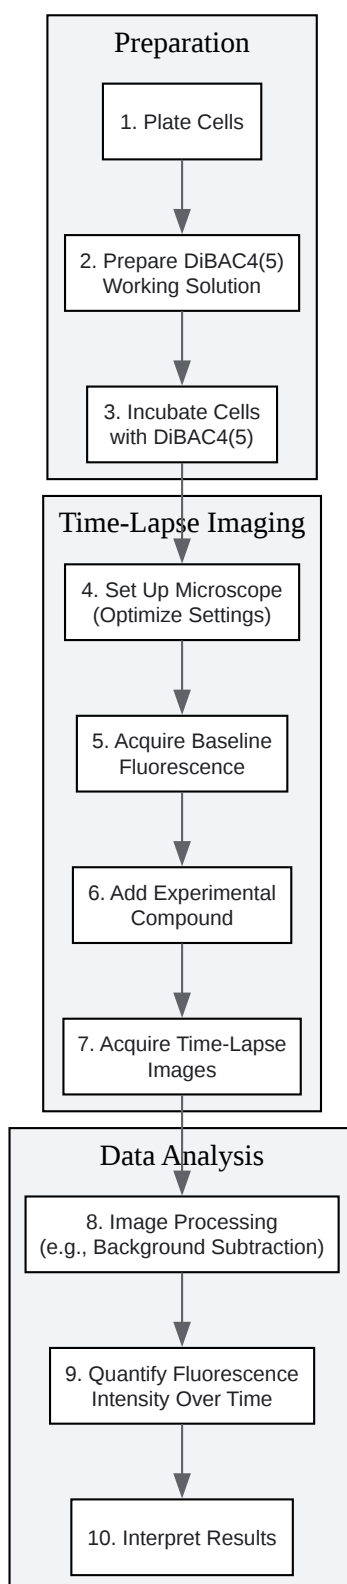 Preparation
1. Plate Cells
2. Prepare DiBAC4(5)
Working Solution
3. Incubate Cells
with DiBAC4(5)
Time-Lapse Imaging
4. Set Up Microscope
(Optimize Settings)
5. Acquire Baseline
Fluorescence
6. Add Experimental
Compound
7. Acquire Time-Lapse
Images
Data Analysis
8. Image Processing
(e.g., Background Subtraction)
9. Quantify Fluorescence
Intensity Over Time
10. Interpret Results